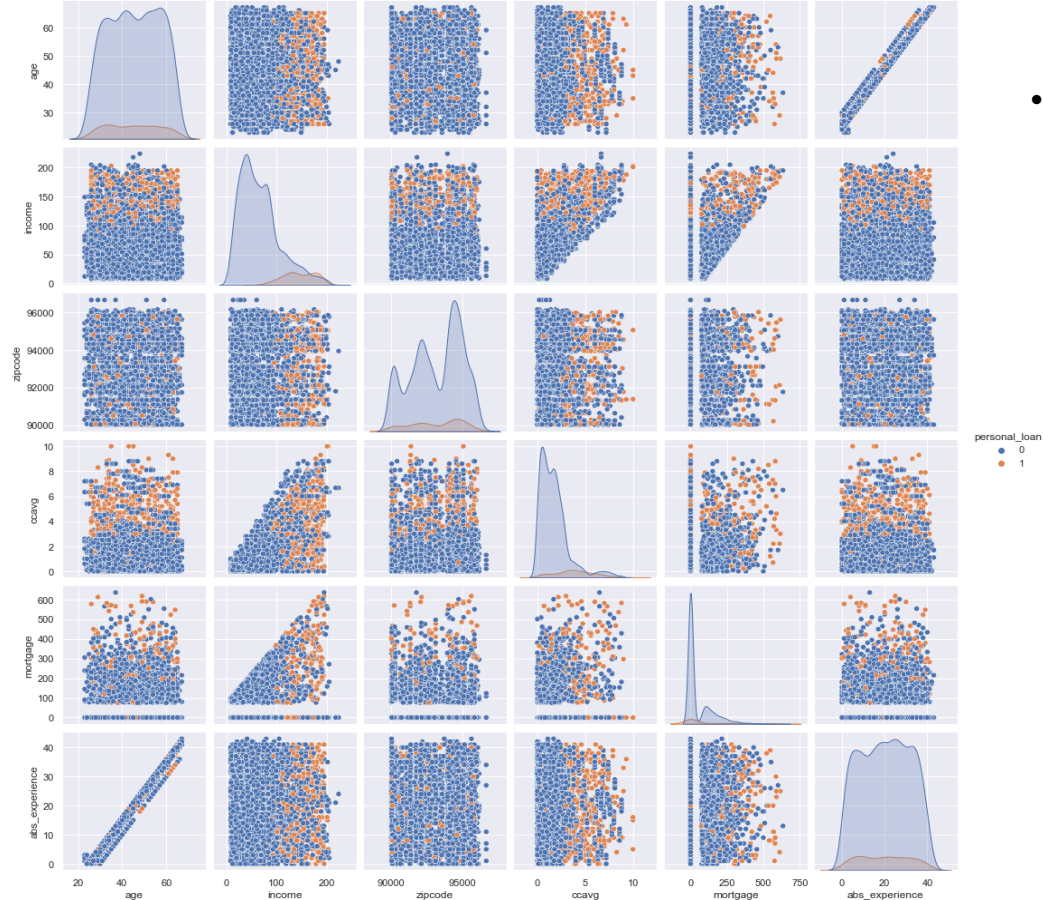 60
50
40
30
age
200
150
100
50
0
income
96000
94000
92000
90000
zipcode
10
8
6
4
2
0
ccavg
personal_loan
0
1
600
500
400
300
200
100
0
mortgage
40
30
20
10
0
abs_experience
20 40 60
0 100 200
90000 95000
0 5 10
0 250 500 750
0 20 40
age income zipcode ccavg mortgage abs_experience